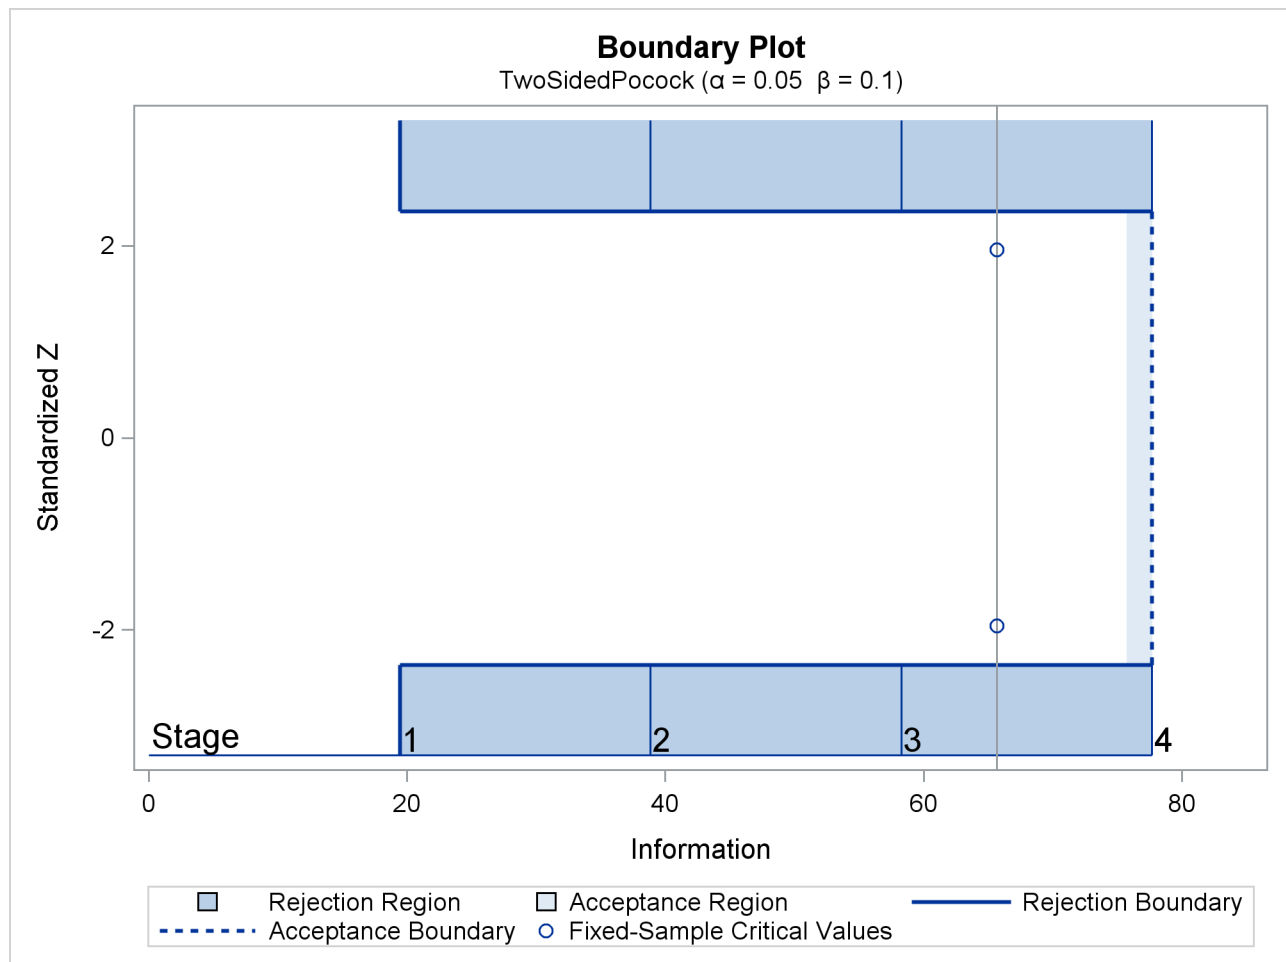 Boundary Plot
TwoSidedPocock (α = 0.05 β = 0.1)
Standardized Z
2
0
-2
Stage
1
2
3
4
0
20
40
60
80
Information
Rejection Region
Acceptance Region
Rejection Boundary
Acceptance Boundary
Fixed-Sample Critical Values